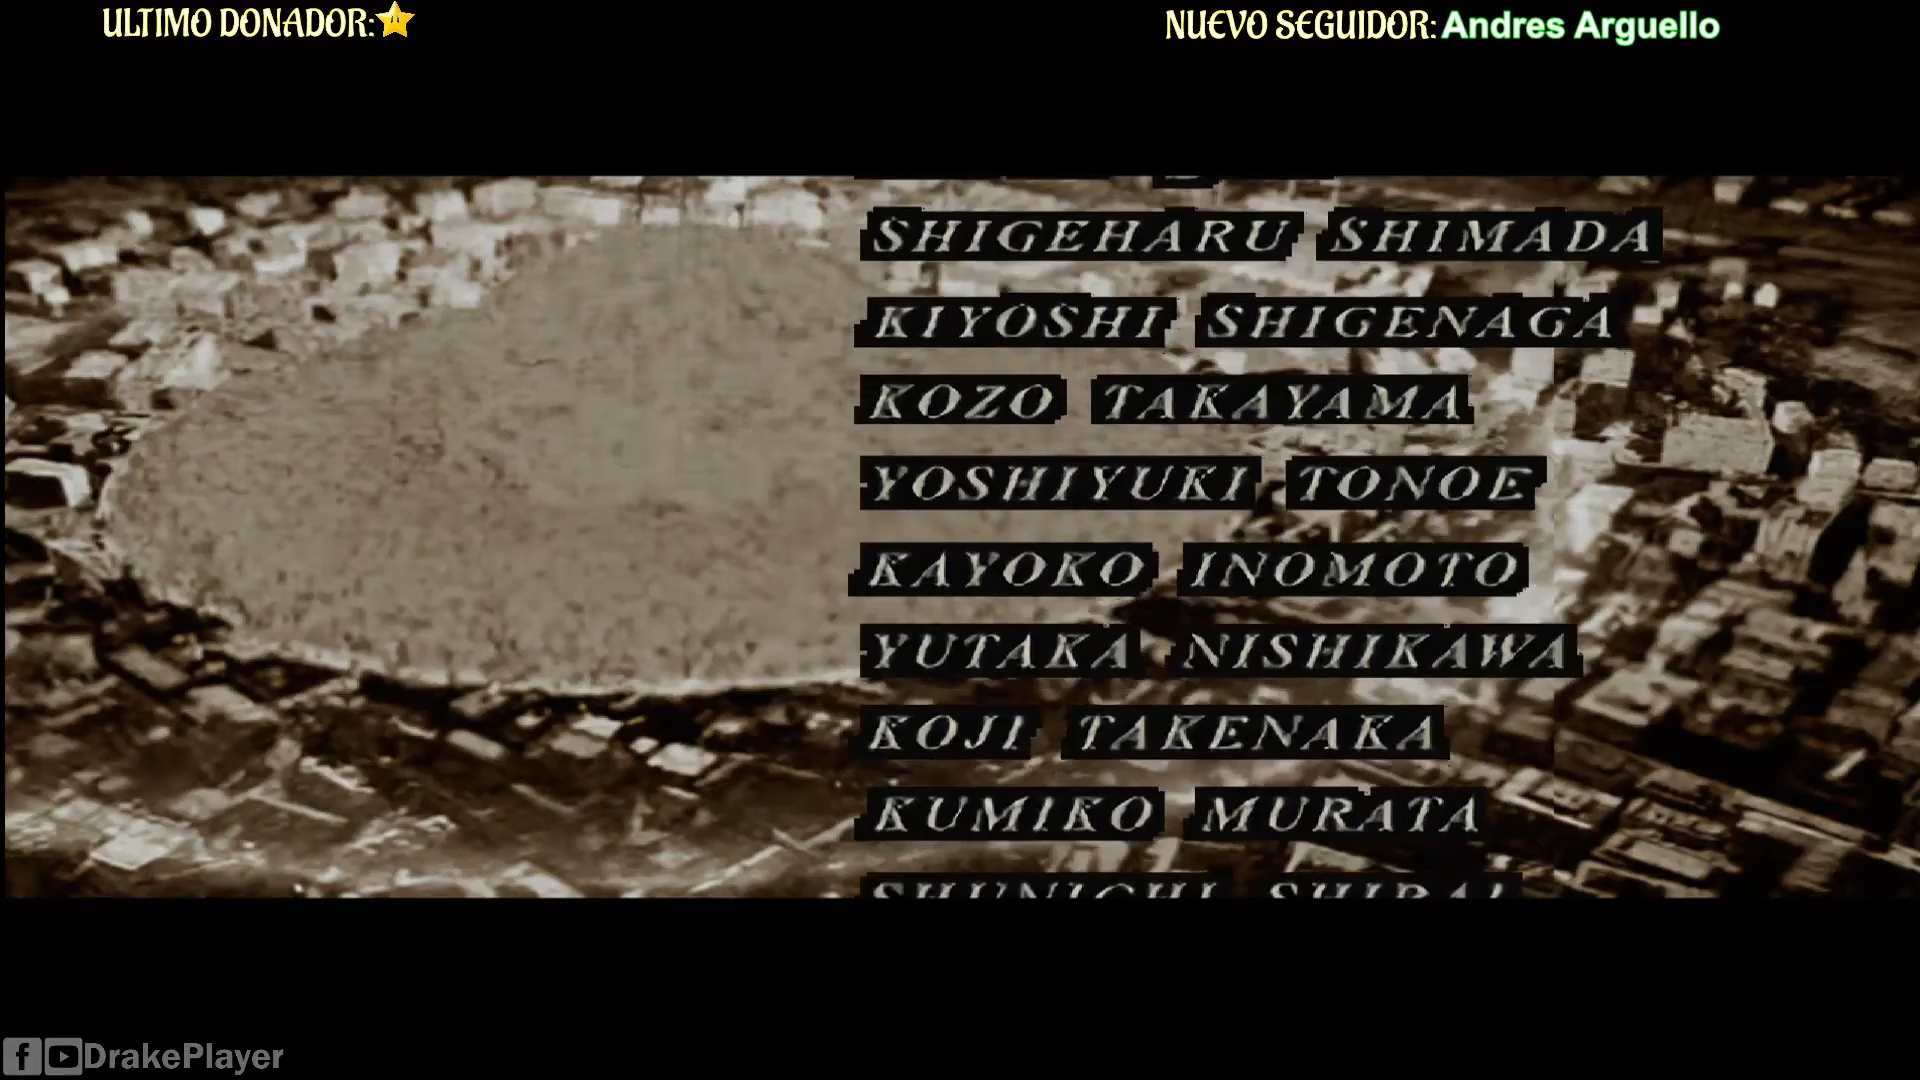 ULTIMO DONADOR:
NUEVO SEGUIDOR: Andres Arguello
SHIGEHARU SHIMADA
KIYOSHI SHIGENAGA
KOZO TAKAYAMA
YOSHIYUKI TONOE
KAYOKO INOMOTO
YUTAKA NISHIKAWA
KOJI TAKENAKA
KUMIKO MURATA
DrakePlayer